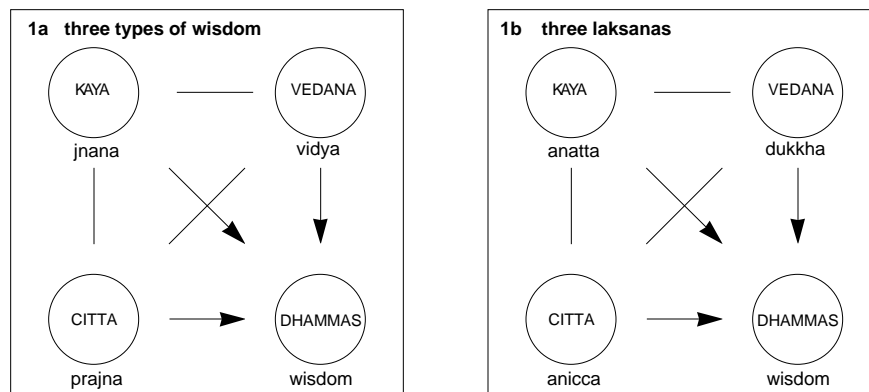 1a three types of wisdom
KAYA
VEDANA
jnana
vidya
CITTA
DHAMMAS
prajna
wisdom
1b three laksanas
KAYA
VEDANA
anatta
dukkha
CITTA
DHAMMAS
anicca
wisdom